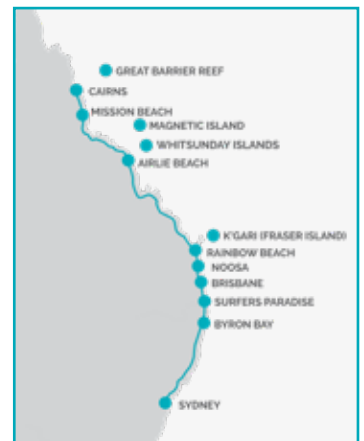 GREAT BARRIER REEF
CAIRNS
MISSION BEACH
MAGNETIC ISLAND
WHITSUNDAY ISLANDS
AIRLIE BEACH
K'GARI (FRASER ISLAND)
RAINBOW BEACH
NOOSA
BRISBANE
SURFERS PARADISE
BYRON BAY
SYDNEY